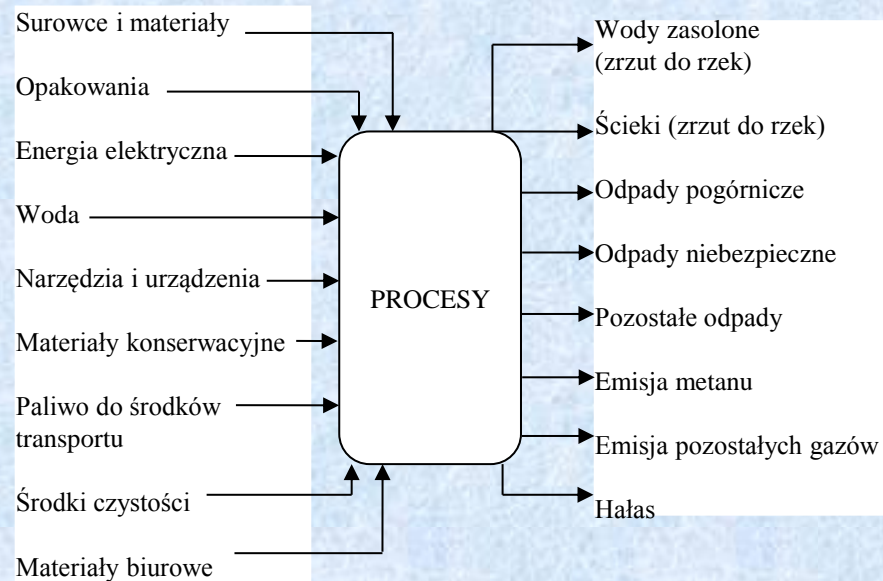 Surowce i materiały
Opakowania
Energia elektryczna
Woda
Narzędzia i urządzenia
Materiały konserwacyjne
Paliwo do środków
transportu
Środki czystości
Materiały biurowe
PROCESY
Wody zasolone
(zrzut do rzek)
Ścieki (zrzut do rzek)
Odpady pogórnicze
Odpady niebezpieczne
Pozostałe odpady
Emisja metanu
Emisja pozostałych gazów
Hałas